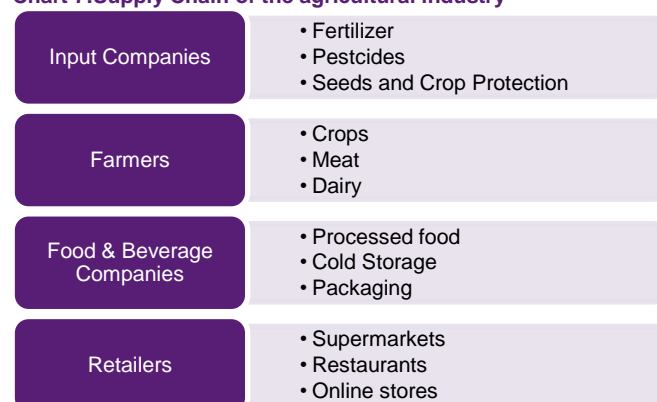 Chart 7:Supply Chain of the agricultural industry
Input Companies
• Fertilizer
• Pestcides
• Seeds and Crop Protection
Farmers
• Crops
• Meat
• Dairy
Food & Beverage
Companies
• Processed food
• Cold Storage
• Packaging
Retailers
• Supermarkets
• Restaurants
• Online stores